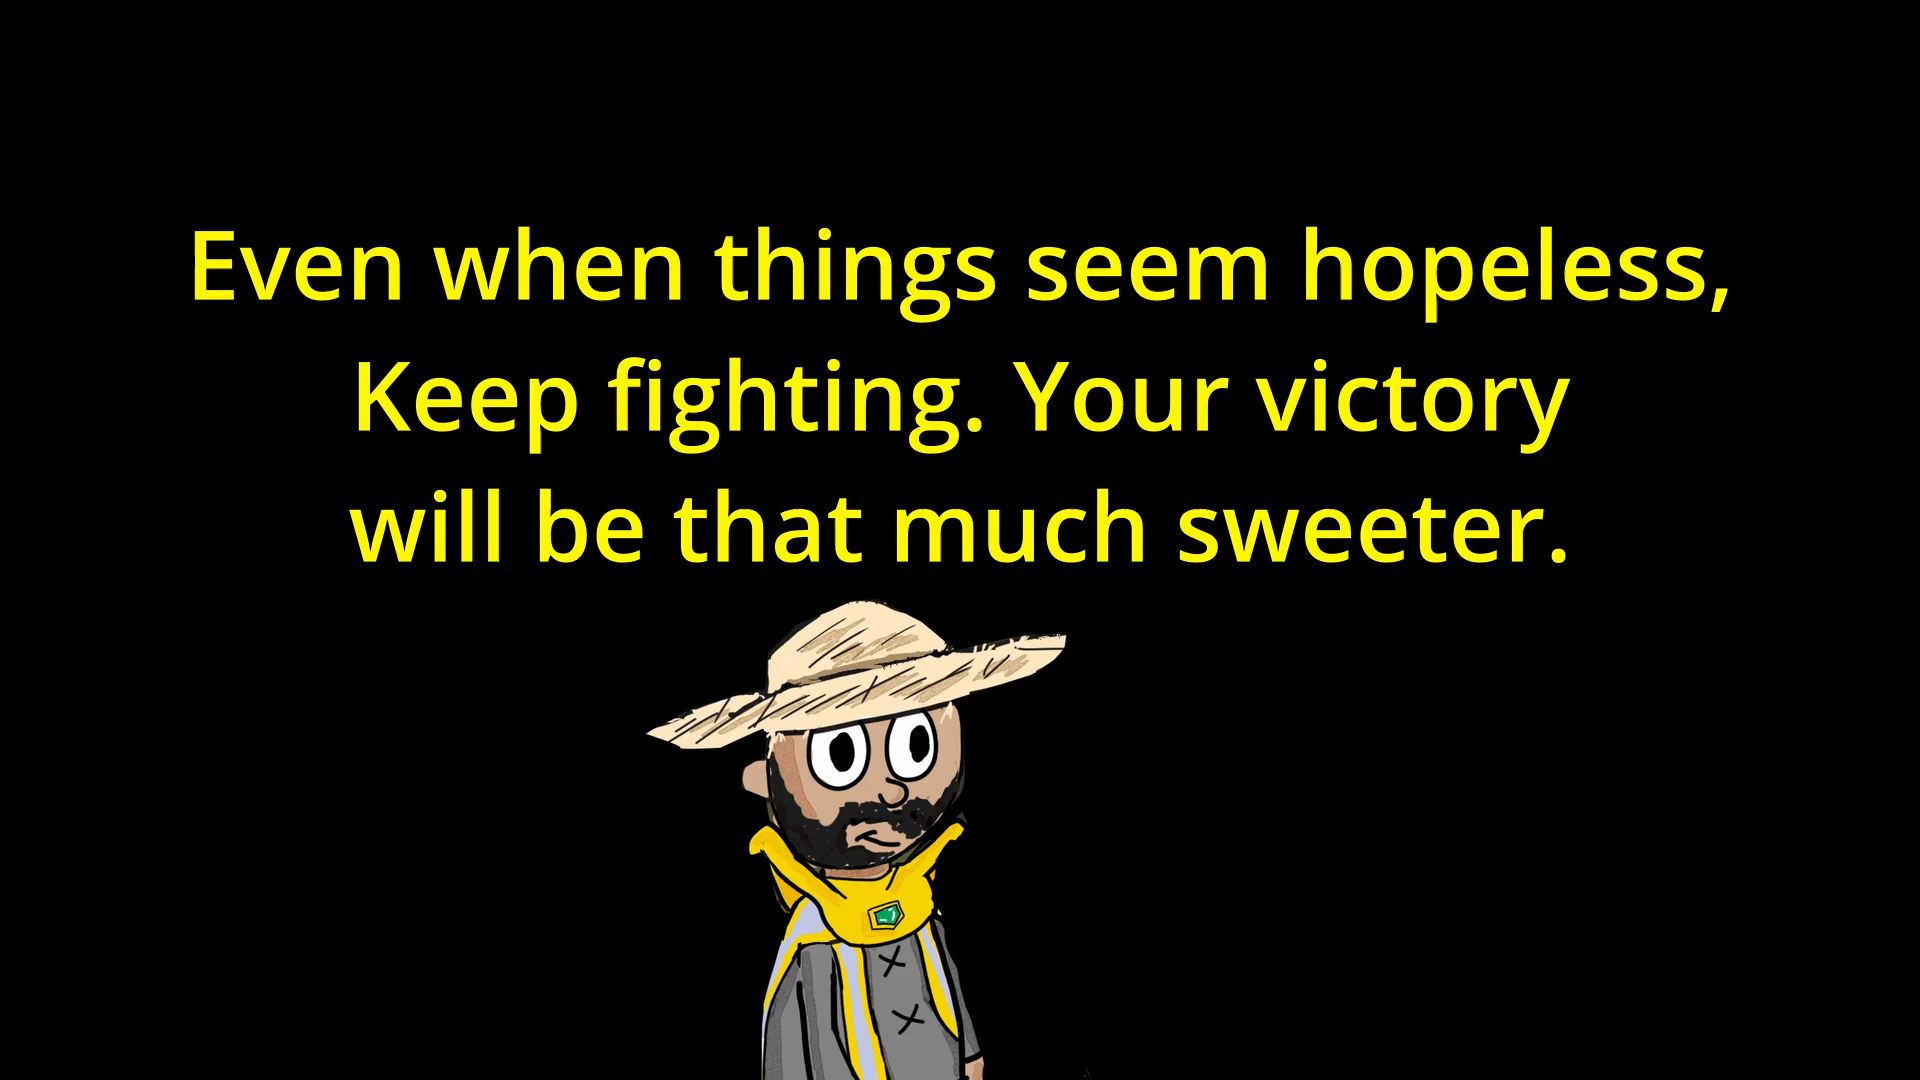 Even when things seem hopeless,
Keep fighting. Your victory
will be that much sweeter.